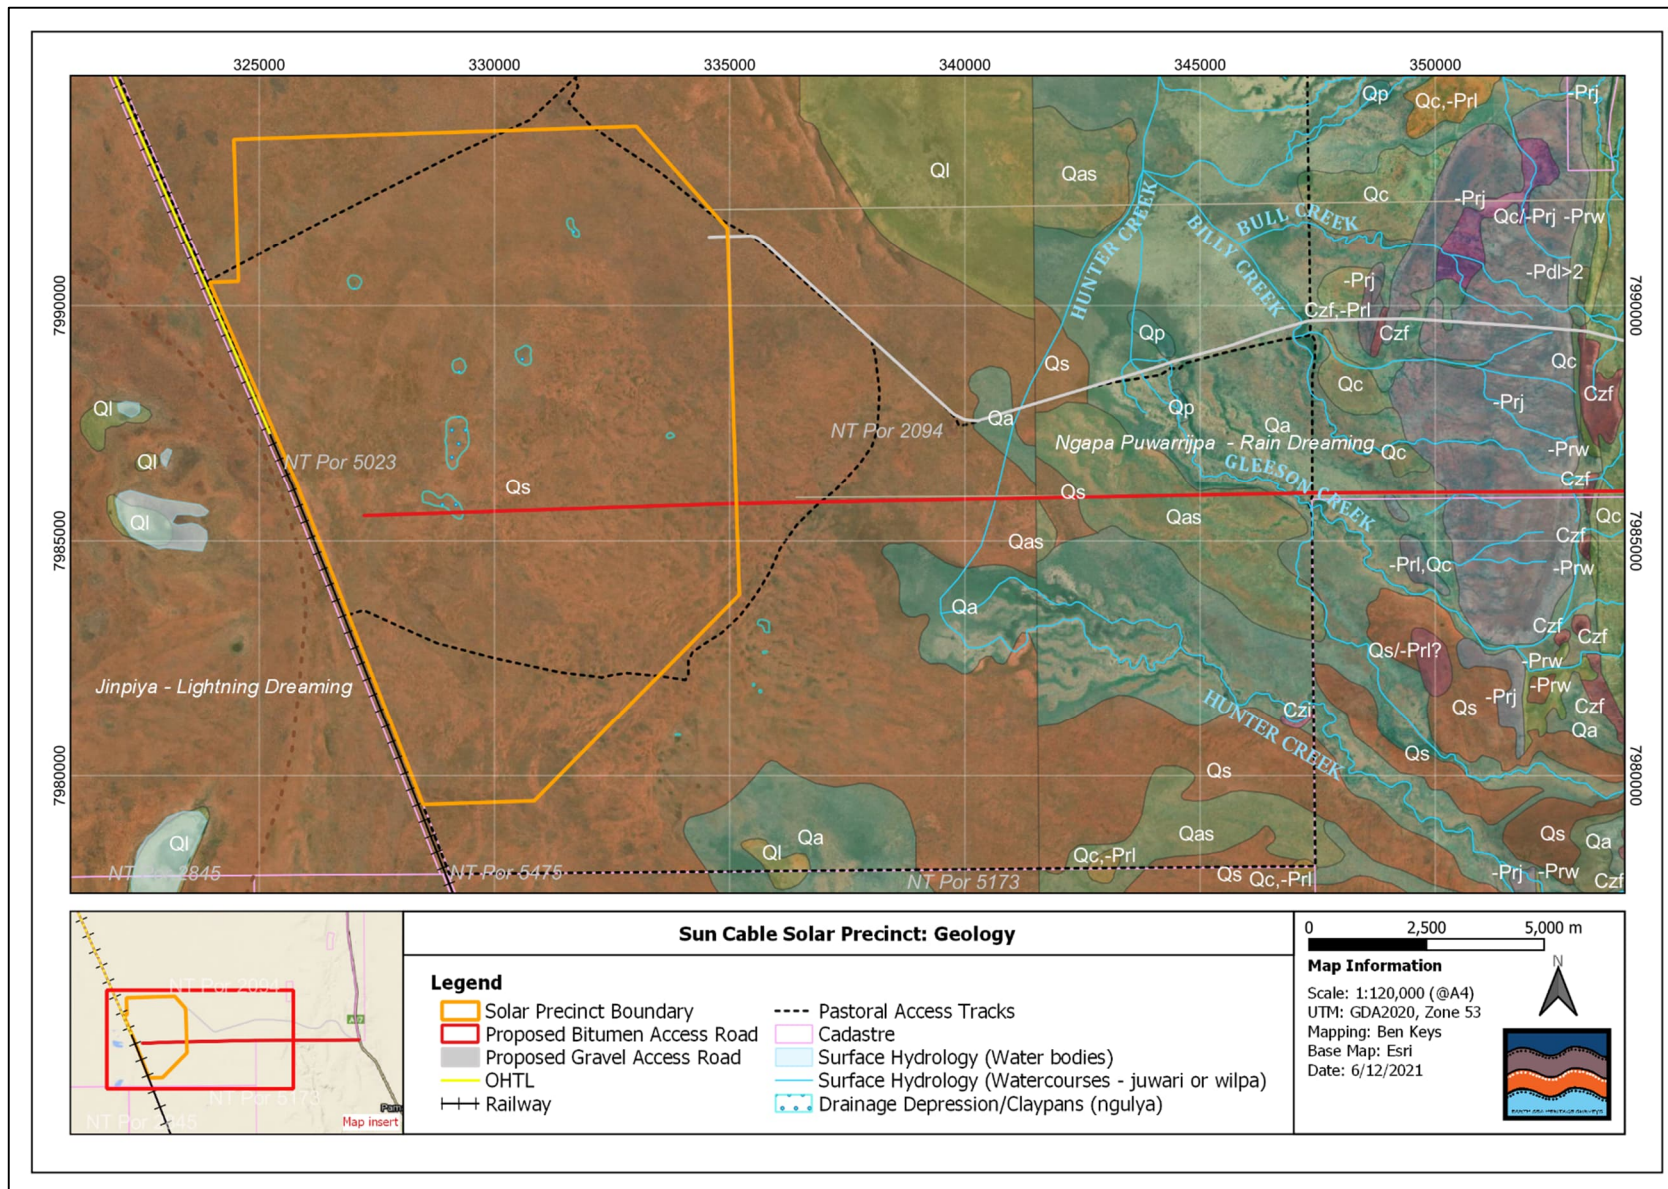 325000 330000 335000 340000 345000 350000
Qp Qc,-Prl -Prj
Ql Qas
Qc -Prj
Qc/-Prj -Prw
HUNTER CREEK BILLY CREEK BULL CREEK
-Pdl>2
-Prj
7990000 7990000
Czf,-Prl
Qp Czf
Qs Qc
Qc
Czf
Ql -Prj
Qp
Qa Qa
NT Por 2094
Ngapa Puwarrijpa - Rain Dreaming
-Prw
Qc
Ql NT Por 5023
GLEESON CREEK
Czf
Qs Qs
Ql Qas Qc
7985000 7985000
Qas Czf
-Prl,Qc -Prw
Qa
Czf Czf
Qs/-Prl?
-Prw
Jinpiya - Lightning Dreaming
-Prw
-Prj
Qs Czf
Czi
HUNTER CREEK
Qa
Qs
Qs
7980000 7980000
Qa Qas Qs Qa
Ql Ql
Qc,-Prl
NT Por 2845 NT Por 5475 NT Por 5173
Qs Qc,-Prl -Prj -Prw Czf
NT Por 2094
A87
NT Por 5173
Pam
Map insert
Sun Cable Solar Precinct: Geology
Legend
Solar Precinct Boundary
Proposed Bitumen Access Road
Proposed Gravel Access Road
OHTL
Railway
Pastoral Access Tracks
Cadastre
Surface Hydrology (Water bodies)
Surface Hydrology (Watercourses - juwari or wilpa)
Drainage Depression/Claypans (ngulya)
0 2,500 5,000 m
Map Information
N
Scale: 1:120,000 (@A4)
UTM: GDA2020, Zone 53
Mapping: Ben Keys
Base Map: Esri
Date: 6/12/2021